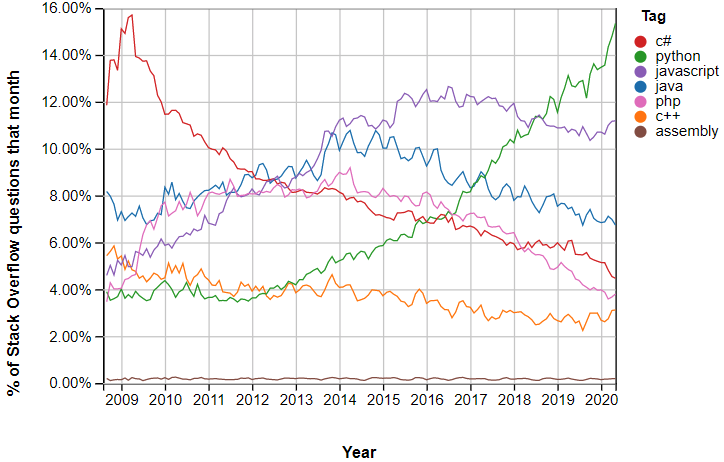 16.00%
14.00%
12.00%
10.00%
8.00%
6.00%
4.00%
2.00%
0.00%
% of Stack Overflow questions that month
2009 2010 2011 2012 2013 2014 2015 2016 2017 2018 2019 2020
Year
Tag
c#
python
javascript
java
php
c++
assembly